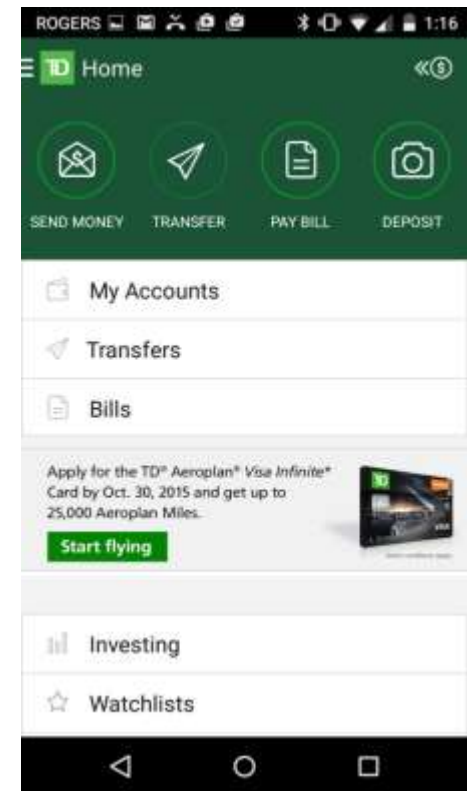 ROGERS 1:16
TD Home
SEND MONEY TRANSFER PAY BILL DEPOSIT
My Accounts
Transfers
Bills
Apply for the TD® Aeroplan® Visa Infinite*
Card by Oct. 30, 2015 and get up to
25,000 Aeroplan Miles.
TD
Start flying
Investing
Watchlists